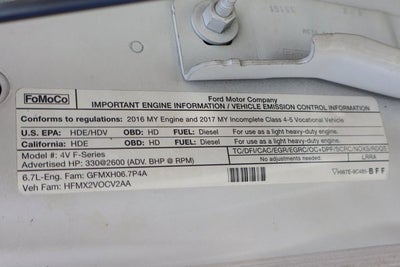 FoMoCo
Ford Motor Company
IMPORTANT ENGINE INFORMATION / VEHICLE EMISSION CONTROL INFORMATION
Conforms to regulations: 2016 MY Engine and 2017 MY Incomplete Class 4-5 Vocational Vehicle
U.S. EPA: HDE/HDV OBD: HD FUEL: Diesel For use as a light heavy-duty engine.
California: HDE OBD: HD FUEL: Diesel For use as a light heavy-duty engine.
Model #: 4V F-Series TC/DFI/CAC/EGR/EGRC/OC+DPF/SCRC/NOXS/RDQS
Advertised HP: 330@2600 (ADV. BHP @ RPM) No adjustments needed. LRRA
6.7L-Eng. Fam: GFMXH06.7P4A
Veh Fam: HFMX2VOCV2AA
BFF